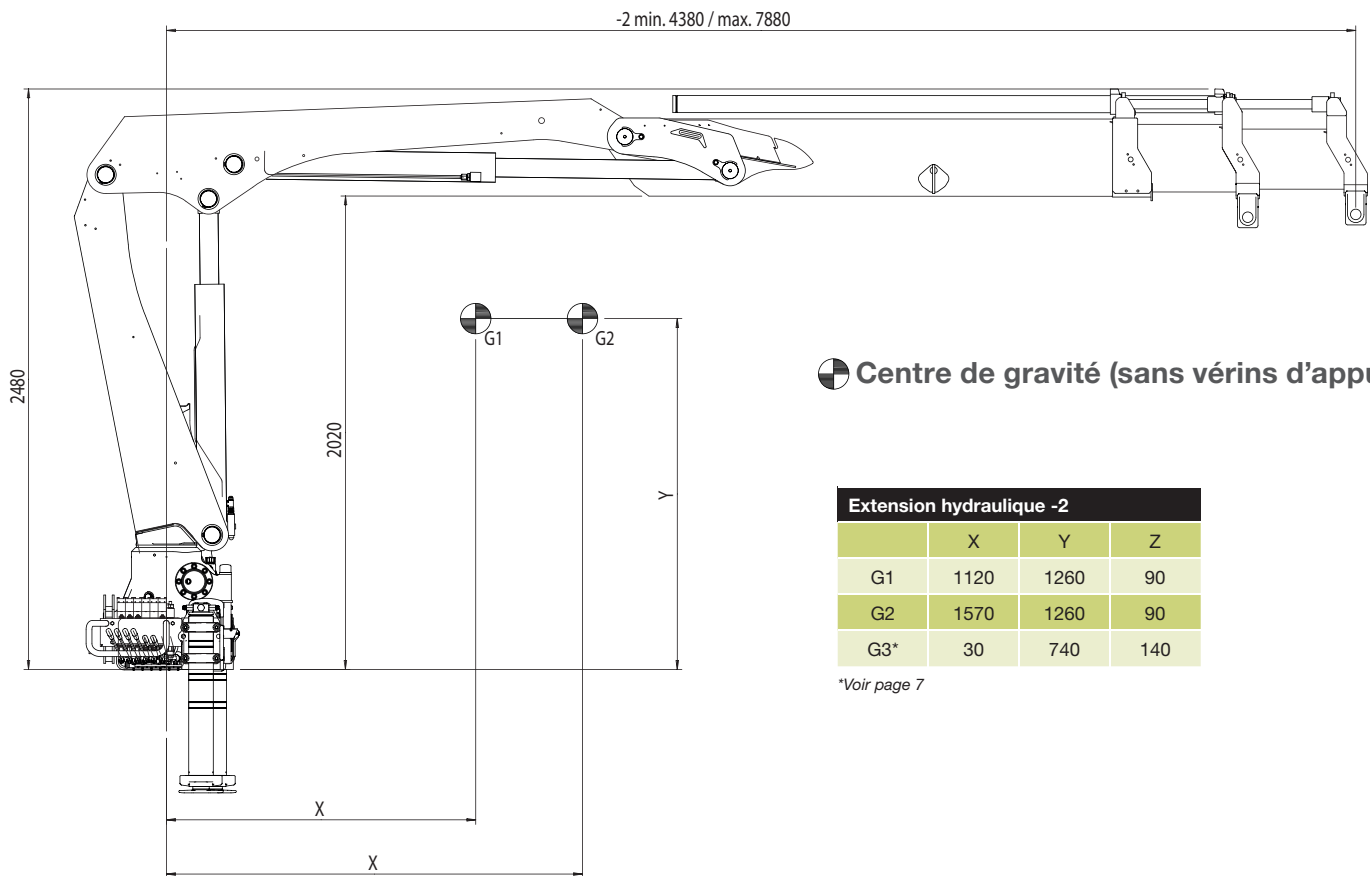 -2 min. 4380 / max. 7880
2480
2020
G1
G2
Y
Centre de gravité (sans vérins d'appu
Extension hydraulique -2
X Y Z
G1 1120 1260 90
G2 1570 1260 90
G3* 30 740 140
*Voir page 7
X
X